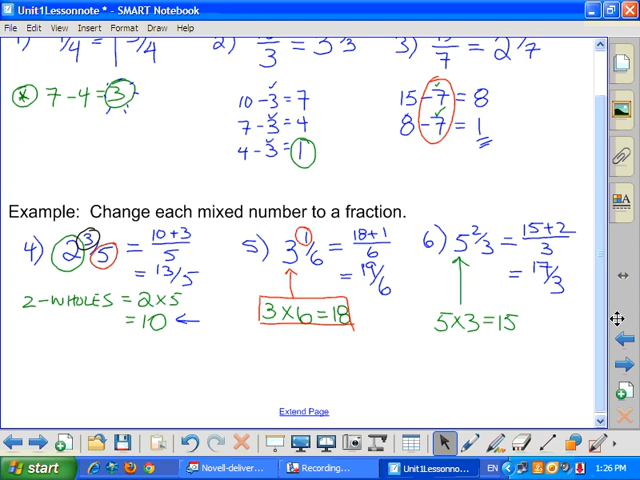 Unit1Lessonnote * - SMART Notebook
File Edit View Insert Format Draw Help
= 3 1/3
= 2 1/7
* 7 - 4 = 3
10 - 3 = 7
7 - 3 = 4
4 - 3 = 1
15 - 7 = 8
8 - 7 = 1
Example: Change each mixed number to a fraction.
4) 2 3/5 = 10+3/5
= 13/5
2-WHOLES = 2 x 5
= 10 ←
5) 3 1/6 = 18+1/6
= 19/6
3 x 6 = 18
6) 5 2/3 = 15+2/3
= 17/3
5 x 3 = 15
Extend Page
start
Novell-deliver...
Recording...
Unit1Lessonnot...
EN
1:26 PM